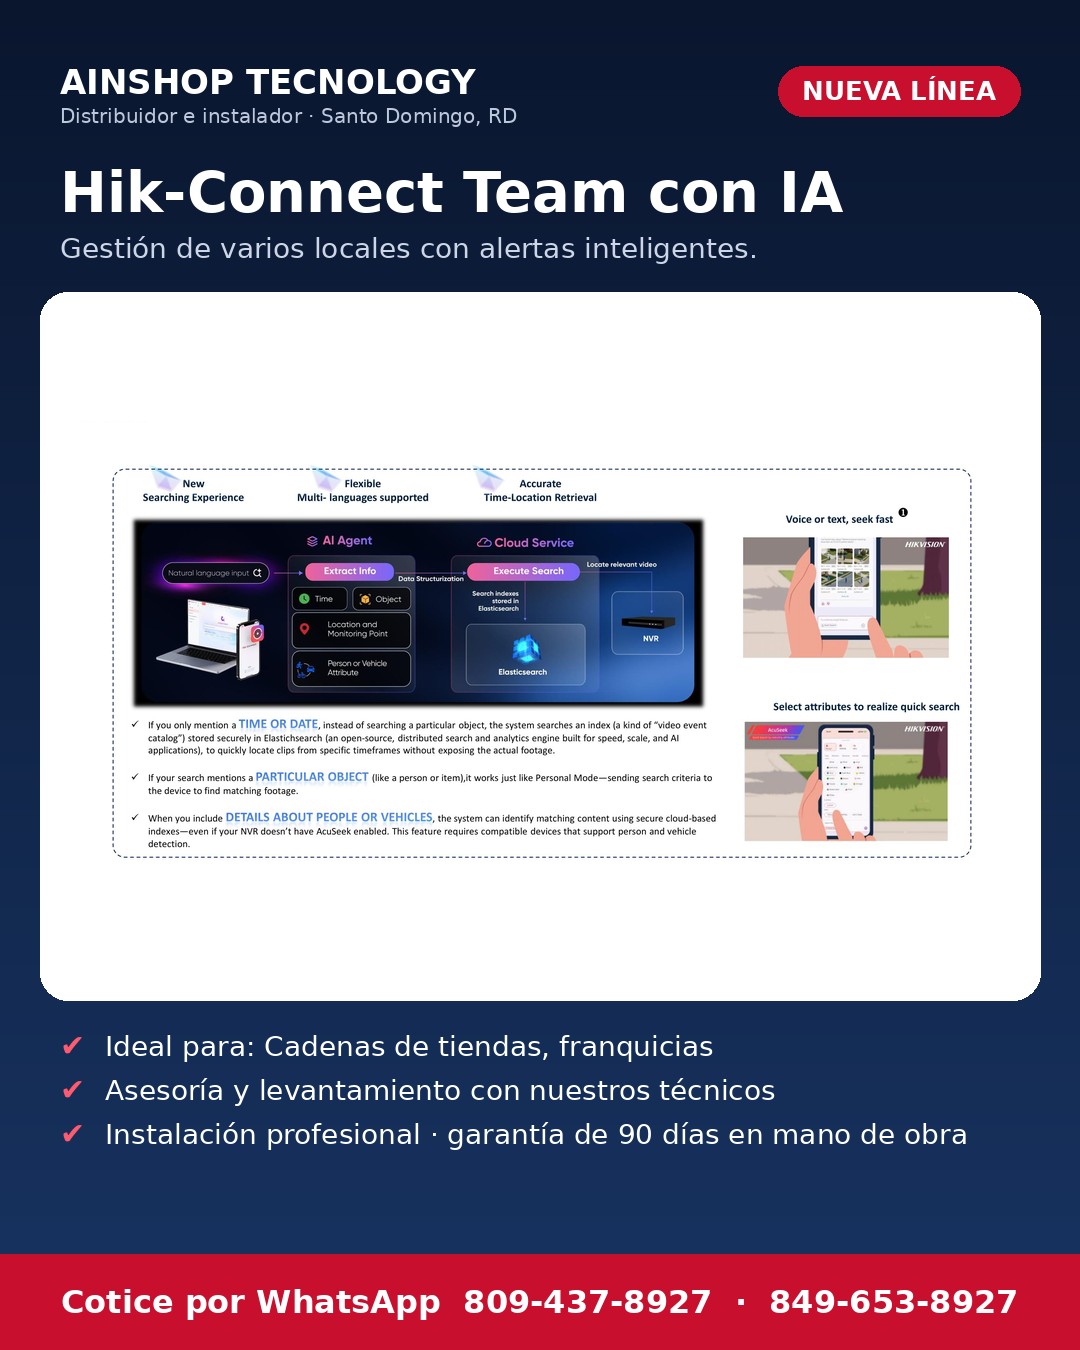 AINSHOP TECNOLOGY
Distribuidor e instalador · Santo Domingo, RD
NUEVA LÍNEA
Hik-Connect Team con IA
Gestión de varios locales con alertas inteligentes.
New
Searching Experience
Flexible
Multi- languages supported
Accurate
Time-Location Retrieval
AI Agent
Cloud Service
Natural language input
Extract Info
Data Structurization
Execute Search
Locate relevant video
Time
Object
Location and
Monitoring Point
Person or Vehicle
Attribute
Search indexes
stored in
Elasticsearch
Elasticsearch
NVR
✓ If you only mention a TIME OR DATE, instead of searching a particular object, the system searches an index (a kind of “video event
catalog”) stored securely in Elastichsearch (an open-source, distributed search and analytics engine built for speed, scale, and AI
applications), to quickly locate clips from specific timeframes without exposing the actual footage.
✓ If your search mentions a PARTICULAR OBJECT (like a person or item),it works just like Personal Mode—sending search criteria to
the device to find matching footage.
✓ When you include DETAILS ABOUT PEOPLE OR VEHICLES, the system can identify matching content using secure cloud-based
indexes—even if your NVR doesn’t have AcuSeek enabled. This feature requires compatible devices that support person and vehicle
detection.
Voice or text, seek fast ❶
HIKVISION
Select attributes to realize quick search
AcuSeek
HIKVISION
✔ Ideal para: Cadenas de tiendas, franquicias
✔ Asesoría y levantamiento con nuestros técnicos
✔ Instalación profesional · garantía de 90 días en mano de obra
Cotice por WhatsApp 809-437-8927 · 849-653-8927